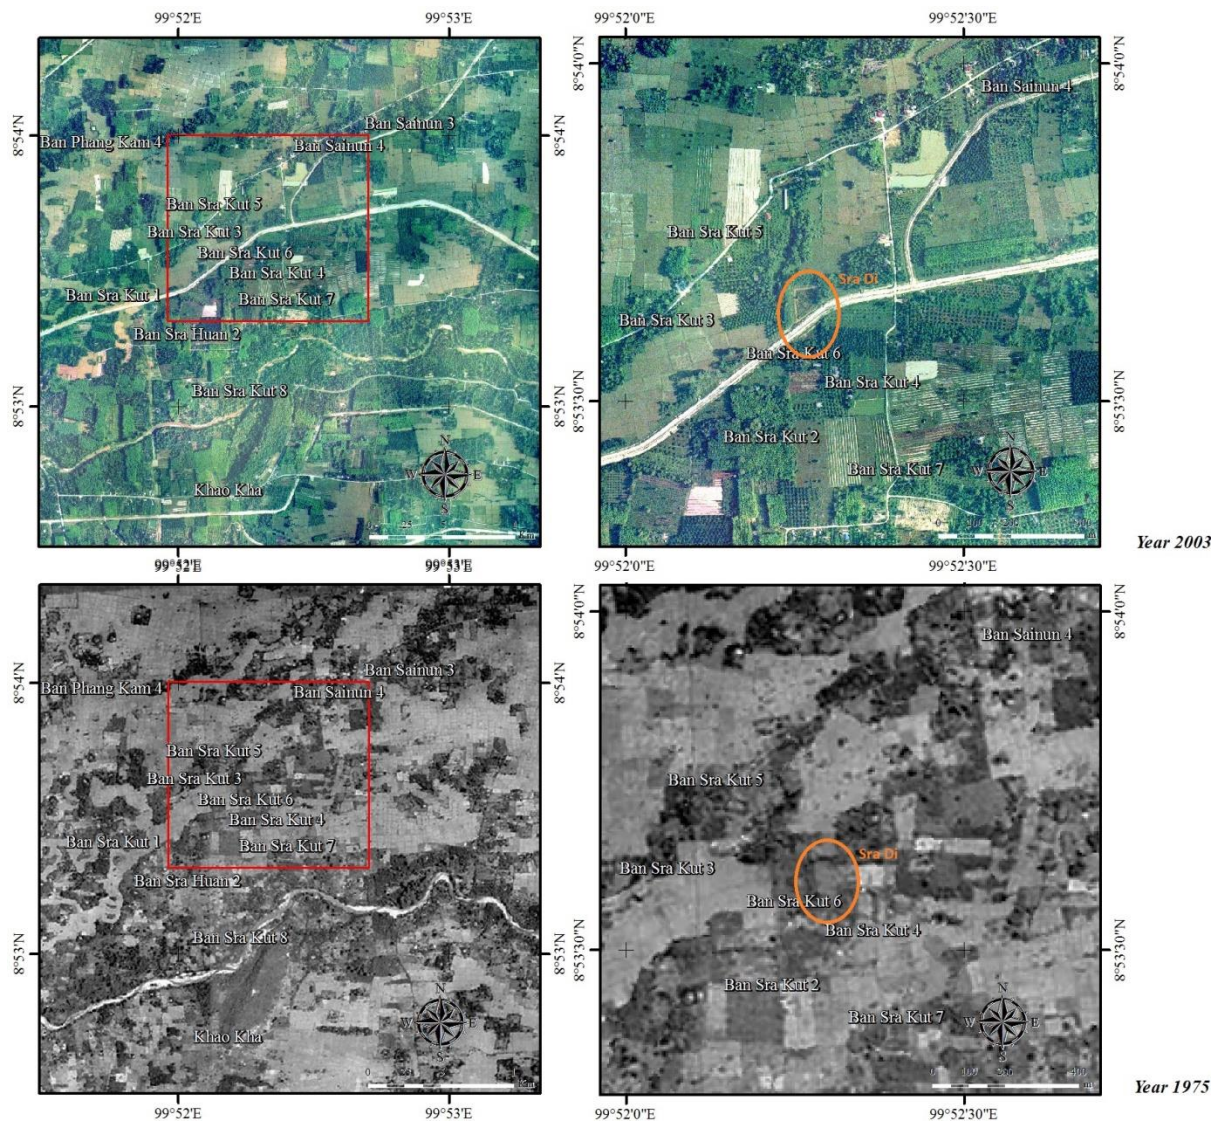 99°52'E
99°53'E
99°52'0"E
99°52'30"E
8°54'N
8°53'N
Ban Phang Kam 4
Ban Sainun 3
Ban Sainun 4
Ban Sra Kut 5
Ban Sra Kut 3
Ban Sra Kut 6
Ban Sra Kut 4
Ban Sra Kut 1
Ban Sra Kut 7
Ban Sra Huan 2
Ban Sra Kut 8
Khao Kha
N
W E
S
8°54'N
8°53'N
8°54'0"N
8°53'30"N
Ban Sainun 4
Ban Sra Kut 5
Sra Di
Ban Sra Kut 3
Ban Sra Kut 6
Ban Sra Kut 4
Ban Sra Kut 2
Ban Sra Kut 7
N
W E
S
8°54'0"N
8°53'30"N
Year 2003
99°52'E
99°53'E
99°52'0"E
99°52'30"E
99°52'E
99°53'E
8°54'N
8°53'N
Ban Sainun 3
Ban Phang Kam 4
Ban Sainun 4
Ban Sra Kut 5
Ban Sra Kut 3
Ban Sra Kut 6
Ban Sra Kut 4
Ban Sra Kut 1
Ban Sra Kut 7
Ban Sra Huan 2
Ban Sra Kut 8
Khao Kha
N
W E
S
8°54'N
8°53'N
8°54'0"N
8°53'30"N
Ban Sainun 4
Ban Sra Kut 5
Sra Di
Ban Sra Kut 3
Ban Sra Kut 6
Ban Sra Kut 4
Ban Sra Kut 2
Ban Sra Kut 7
N
W E
S
8°54'0"N
8°53'30"N
Year 1975
99°52'E
99°53'E
99°52'0"E
99°52'30"E